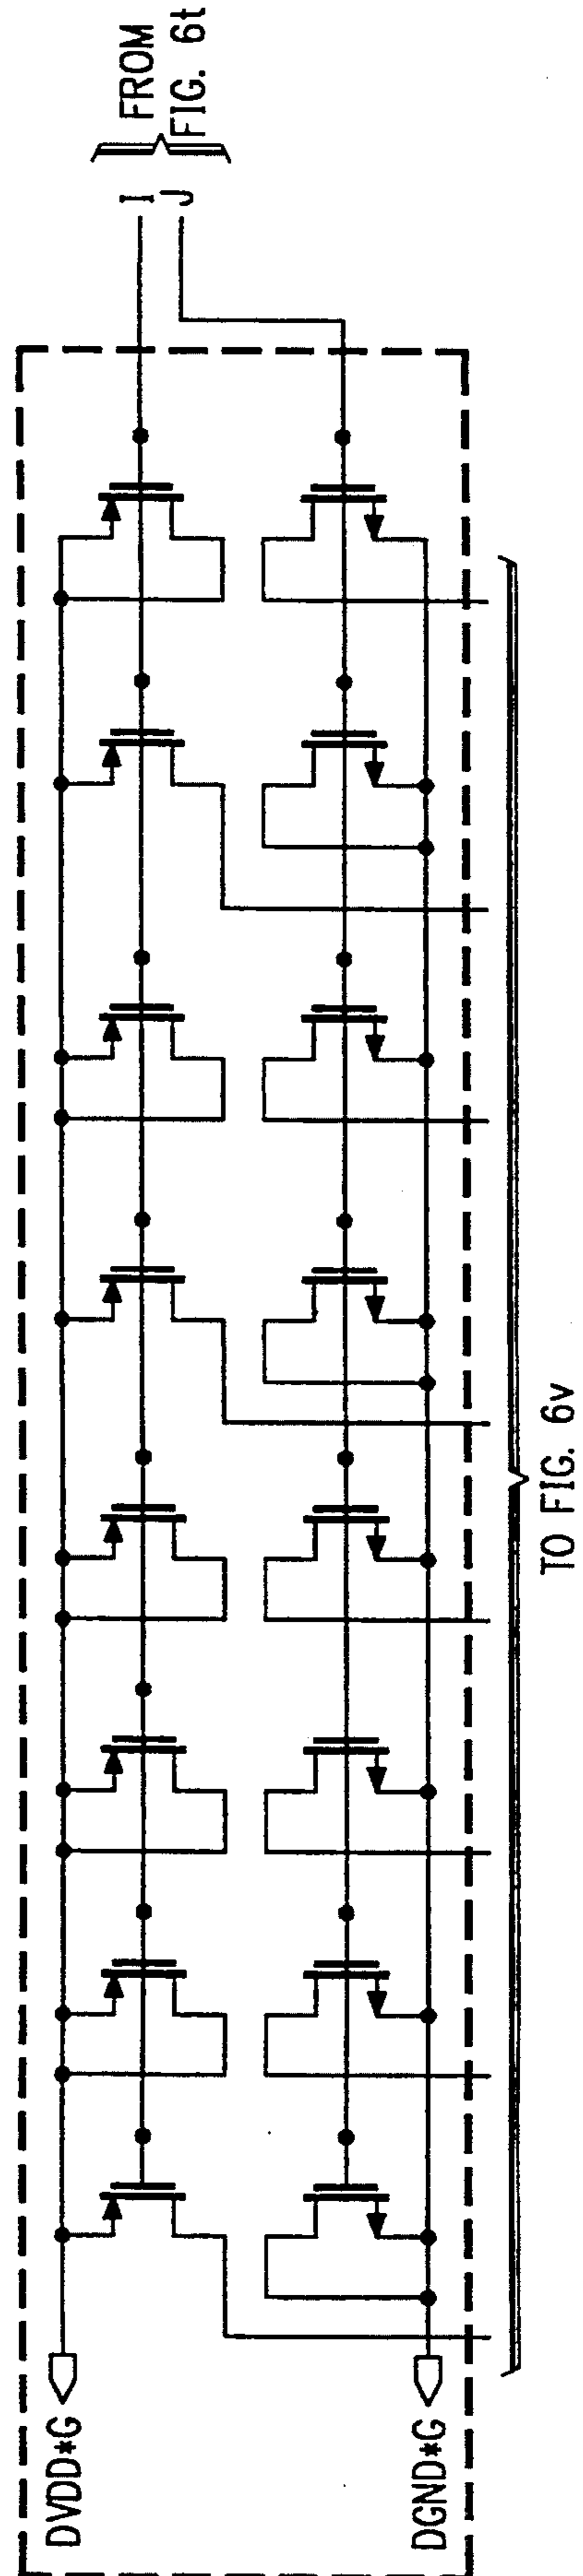 FROM
FIG. 6t
I
J
TO FIG. 6v
DVDD*G
DGND*G